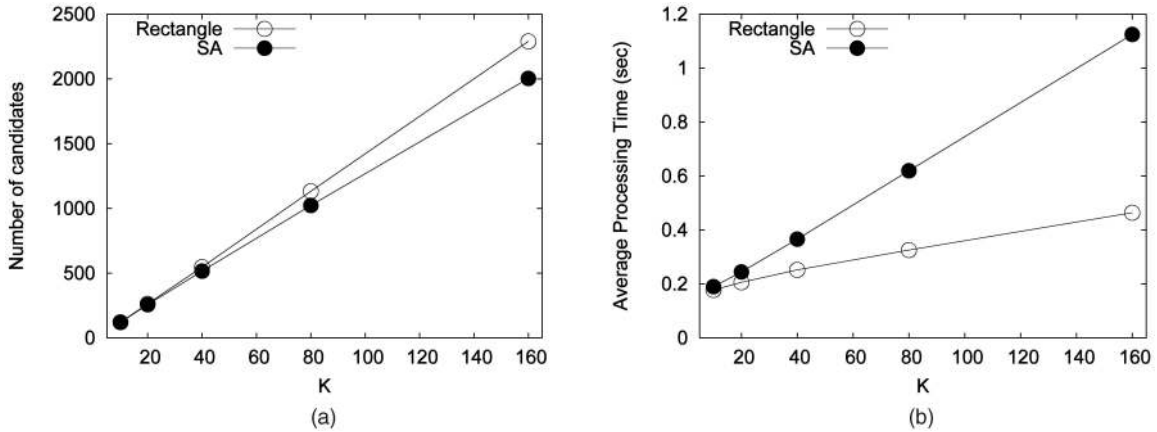 Number of candidates
2500
2000
1500
1000
500
0
Rectangle
SA
20 40 60 80 100 120 140 160
K
(a)
Average Processing Time (sec)
1.2
1
0.8
0.6
0.4
0.2
0
Rectangle
SA
20 40 60 80 100 120 140 160
K
(b)